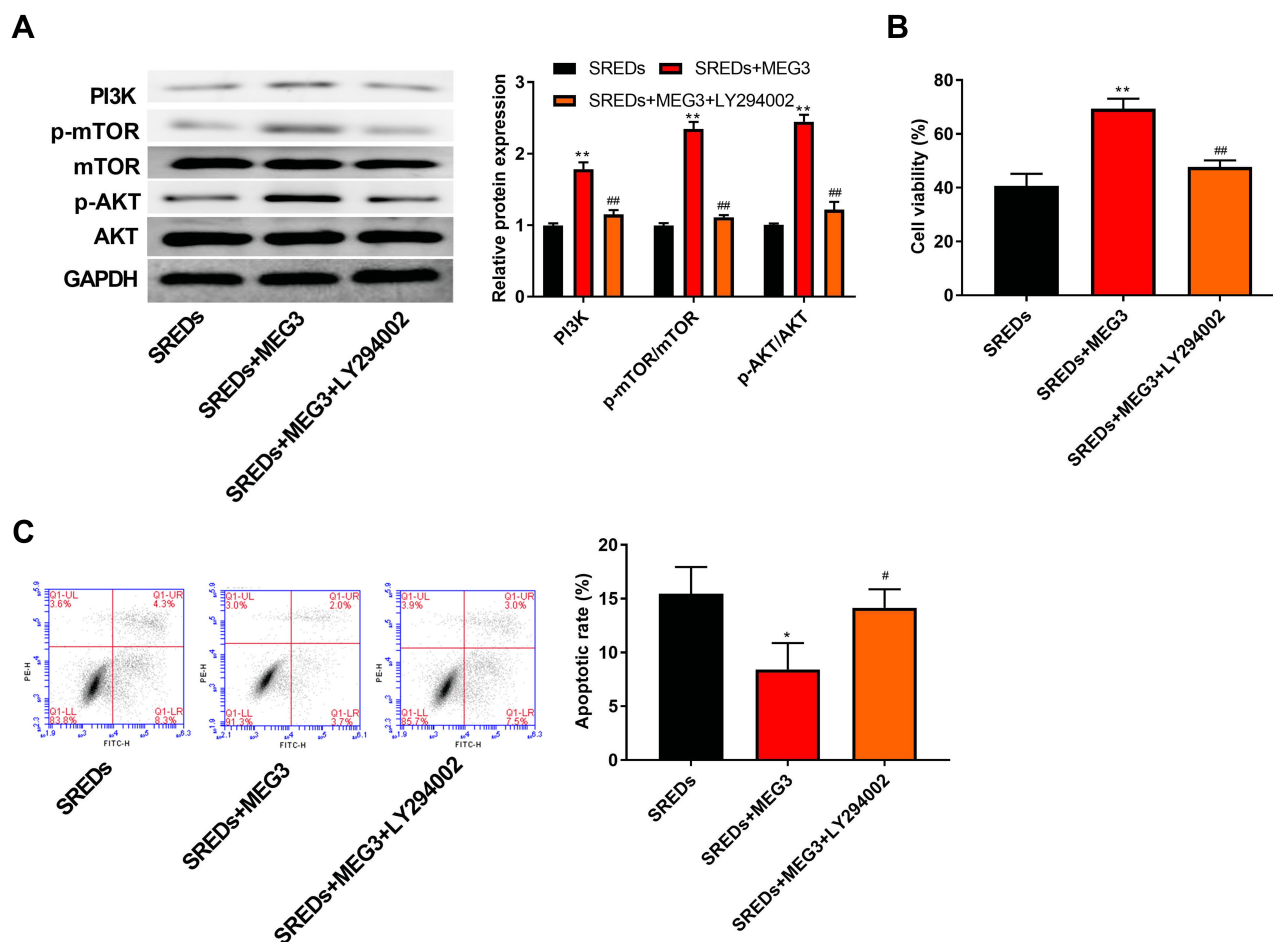 A
B
PI3K
p-mTOR
mTOR
p-AKT
AKT
GAPDH
SREDs
SREDs+MEG3
SREDs+MEG3+LY294002
Relative protein expression
3
2
1
0
SREDs
SREDs+MEG3
SREDs+MEG3+LY294002
**
##
**
##
**
##
PI3K
p-mTOR/mTOR
p-AKT/AKT
Cell viability (%)
80
60
40
20
0
**
##
SREDs
SREDs+MEG3
SREDs+MEG3+LY294002
C
Q1-UL
3.6%
Q1-UR
4.3%
Q1-LL
83.8%
Q1-LR
8.3%
PE-H
FITC-H
Q1-UL
3.0%
Q1-UR
2.0%
Q1-LL
91.3%
Q1-LR
3.7%
PE-H
FITC-H
Q1-UL
3.9%
Q1-UR
3.0%
Q1-LL
85.7%
Q1-LR
7.5%
PE-H
FITC-H
SREDs
SREDs+MEG3
SREDs+MEG3+LY294002
Apoptotic rate (%)
20
15
10
5
0
*
#
SREDs
SREDs+MEG3
SREDs+MEG3+LY294002